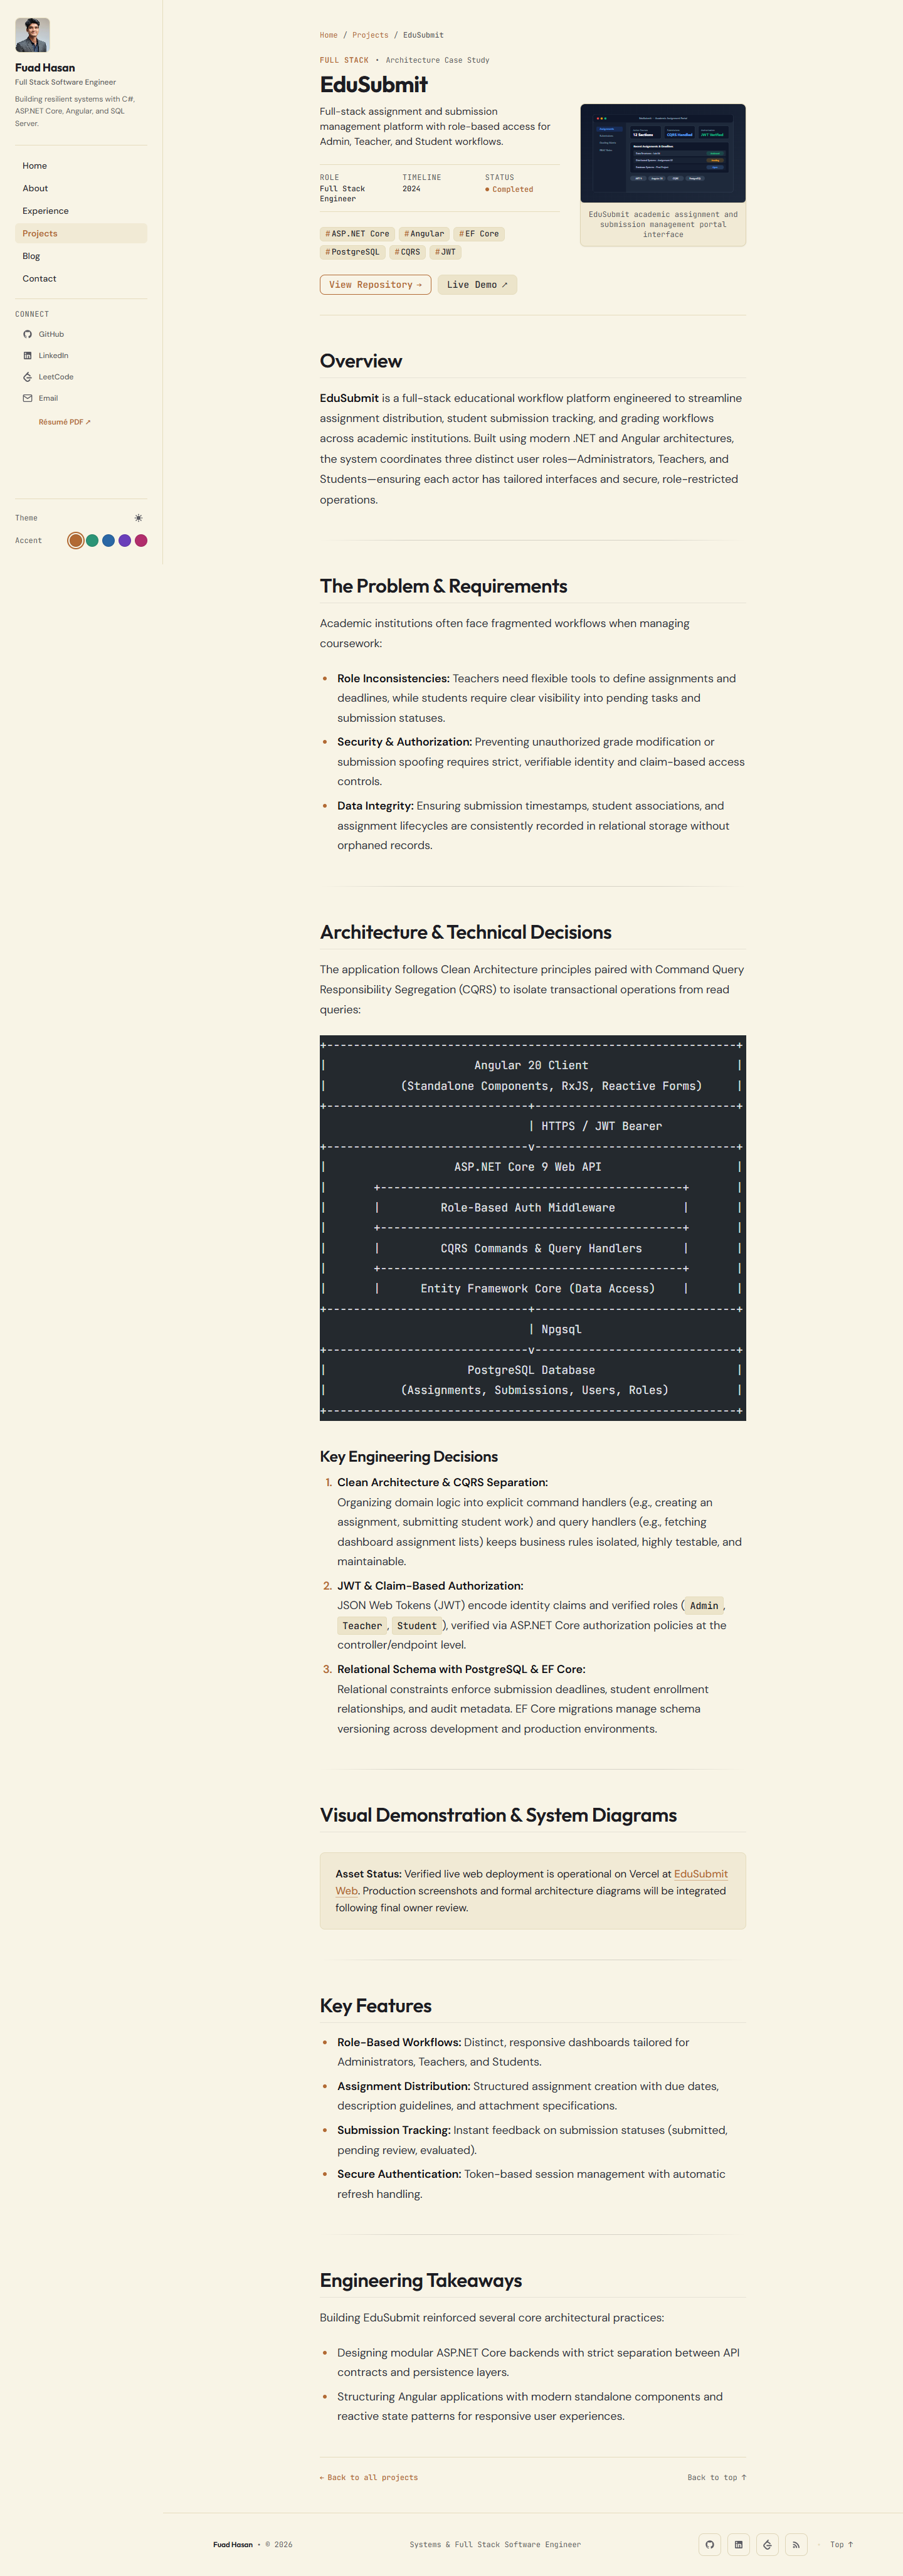 Fuad Hasan
Full Stack Software Engineer
Building resilient systems with C#,
ASP.NET Core, Angular, and SQL
Server.
Home
About
Experience
Projects
Blog
Contact
CONNECT
GitHub
LinkedIn
LeetCode
Email
Résumé PDF ↗
Theme
Accent
Home / Projects / EduSubmit
FULL STACK • Architecture Case Study
EduSubmit
Full-stack assignment and submission
management platform with role-based access for
Admin, Teacher, and Student workflows.
ROLE TIMELINE STATUS
Full Stack 2024 Completed
Engineer
#ASP.NET Core #Angular #EF Core
#PostgreSQL #CQRS #JWT
View Repository → Live Demo ↗
EduSubmit academic assignment and
submission management portal
interface
Overview
EduSubmit is a full-stack educational workflow platform engineered to streamline
assignment distribution, student submission tracking, and grading workflows
across academic institutions. Built using modern .NET and Angular architectures,
the system coordinates three distinct user roles—Administrators, Teachers, and
Students—ensuring each actor has tailored interfaces and secure, role-restricted
operations.
The Problem & Requirements
Academic institutions often face fragmented workflows when managing
coursework:
• Role Inconsistencies: Teachers need flexible tools to define assignments and
deadlines, while students require clear visibility into pending tasks and
submission statuses.
• Security & Authorization: Preventing unauthorized grade modification or
submission spoofing requires strict, verifiable identity and claim-based access
controls.
• Data Integrity: Ensuring submission timestamps, student associations, and
assignment lifecycles are consistently recorded in relational storage without
orphaned records.
Architecture & Technical Decisions
The application follows Clean Architecture principles paired with Command Query
Responsibility Segregation (CQRS) to isolate transactional operations from read
queries:
Angular 20 Client
(Standalone Components, RxJS, Reactive Forms)
| HTTPS / JWT Bearer
ASP.NET Core 9 Web API
Role-Based Auth Middleware
CQRS Commands & Query Handlers
Entity Framework Core (Data Access)
| Npgsql
PostgreSQL Database
(Assignments, Submissions, Users, Roles)
Key Engineering Decisions
1. Clean Architecture & CQRS Separation:
Organizing domain logic into explicit command handlers (e.g., creating an
assignment, submitting student work) and query handlers (e.g., fetching
dashboard assignment lists) keeps business rules isolated, highly testable, and
maintainable.
2. JWT & Claim-Based Authorization:
JSON Web Tokens (JWT) encode identity claims and verified roles (Admin,
Teacher, Student), verified via ASP.NET Core authorization policies at the
controller/endpoint level.
3. Relational Schema with PostgreSQL & EF Core:
Relational constraints enforce submission deadlines, student enrollment
relationships, and audit metadata. EF Core migrations manage schema
versioning across development and production environments.
Visual Demonstration & System Diagrams
Asset Status: Verified live web deployment is operational on Vercel at EduSubmit
Web. Production screenshots and formal architecture diagrams will be integrated
following final owner review.
Key Features
• Role-Based Workflows: Distinct, responsive dashboards tailored for
Administrators, Teachers, and Students.
• Assignment Distribution: Structured assignment creation with due dates,
description guidelines, and attachment specifications.
• Submission Tracking: Instant feedback on submission statuses (submitted,
pending review, evaluated).
• Secure Authentication: Token-based session management with automatic
refresh handling.
Engineering Takeaways
Building EduSubmit reinforced several core architectural practices:
• Designing modular ASP.NET Core backends with strict separation between API
contracts and persistence layers.
• Structuring Angular applications with modern standalone components and
reactive state patterns for responsive user experiences.
← Back to all projects Back to top ↑
Fuad Hasan • © 2026 Systems & Full Stack Software Engineer · Top ↑